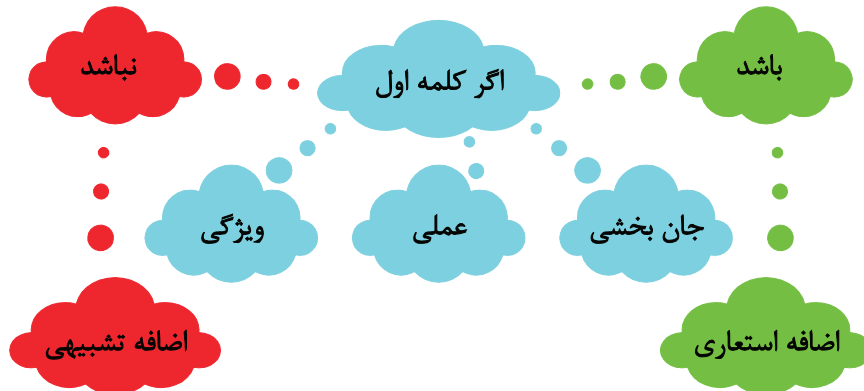 باشد
اگر کلمه اول
نباشد
جان بخشی
عملی
ویژگی
اضافه استعاری
اضافه تشبیهی